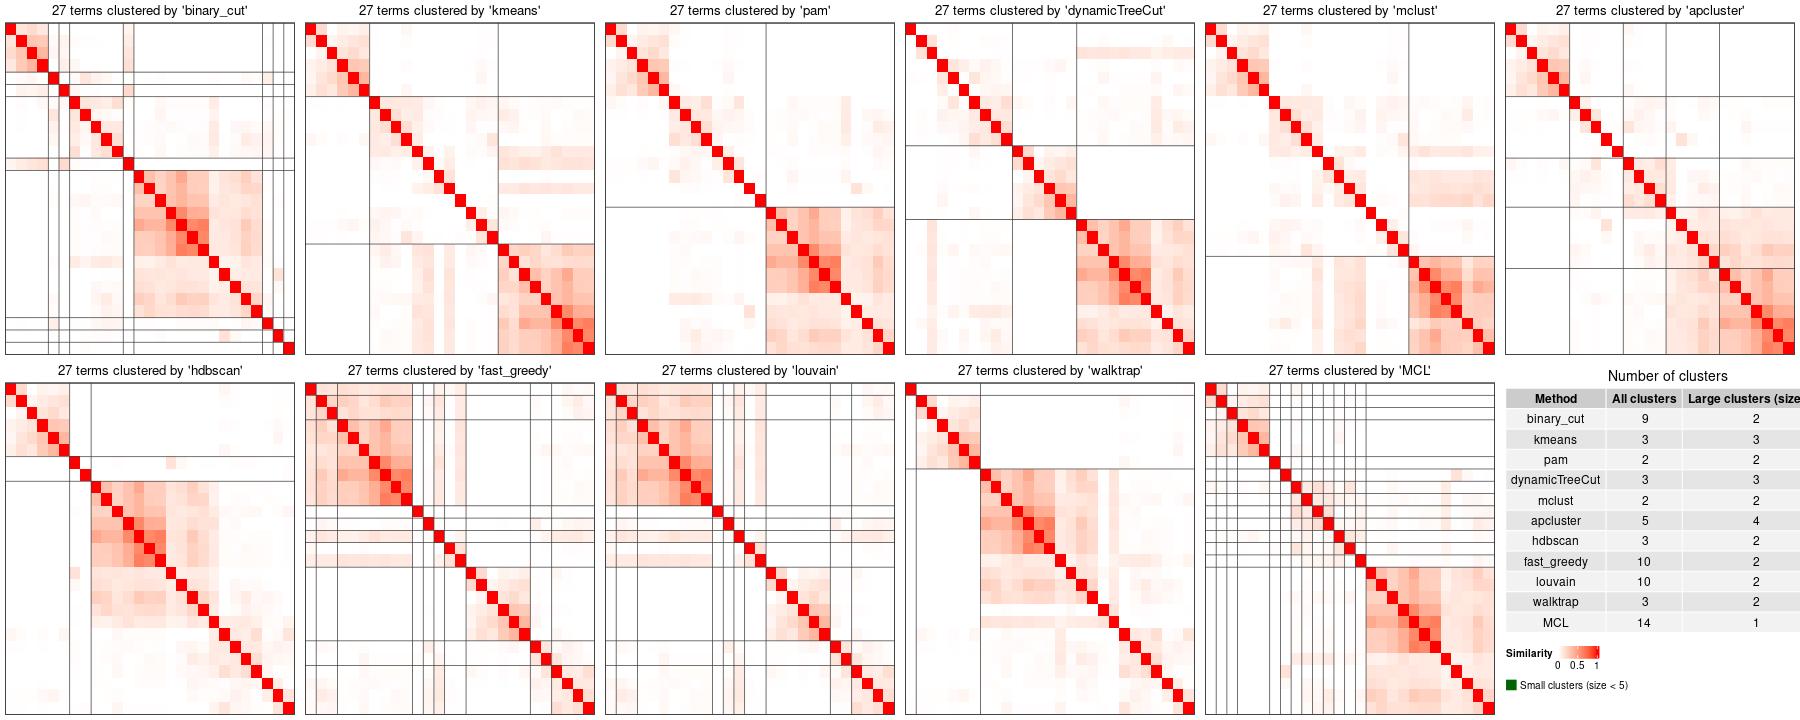 27 terms clustered by 'binary_cut'
27 terms clustered by 'kmeans'
27 terms clustered by 'pam'
27 terms clustered by 'dynamicTreeCut'
27 terms clustered by 'mclust'
27 terms clustered by 'apcluster'
27 terms clustered by 'hdbscan'
27 terms clustered by 'fast_greedy'
27 terms clustered by 'louvain'
27 terms clustered by 'walktrap'
27 terms clustered by 'MCL'
Number of clusters
Method All clusters Large clusters (size
binary_cut 9 2
kmeans 3 3
pam 2 2
dynamicTreeCut 3 3
mclust 2 2
apcluster 5 4
hdbscan 3 2
fast_greedy 10 2
louvain 10 2
walktrap 3 2
MCL 14 1
Similarity
0 0.5 1
Small clusters (size < 5)